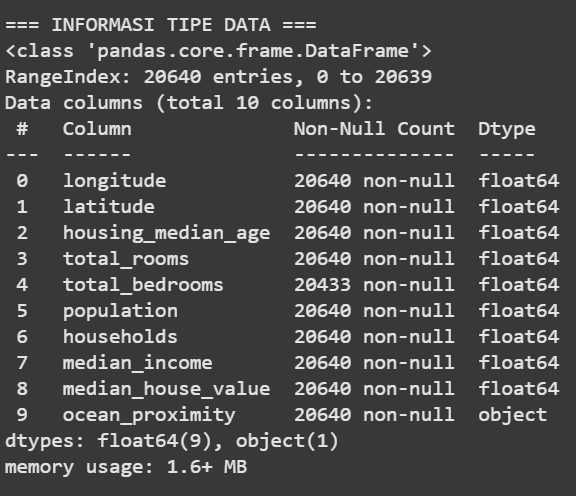 === INFORMASI TIPE DATA ===
<class 'pandas.core.frame.DataFrame'>
RangeIndex: 20640 entries, 0 to 20639
Data columns (total 10 columns):
 #   Column              Non-Null Count  Dtype
---  ------              --------------  -----
 0   longitude           20640 non-null  float64
 1   latitude            20640 non-null  float64
 2   housing_median_age  20640 non-null  float64
 3   total_rooms         20640 non-null  float64
 4   total_bedrooms      20433 non-null  float64
 5   population          20640 non-null  float64
 6   households          20640 non-null  float64
 7   median_income       20640 non-null  float64
 8   median_house_value  20640 non-null  float64
 9   ocean_proximity     20640 non-null  object
dtypes: float64(9), object(1)
memory usage: 1.6+ MB